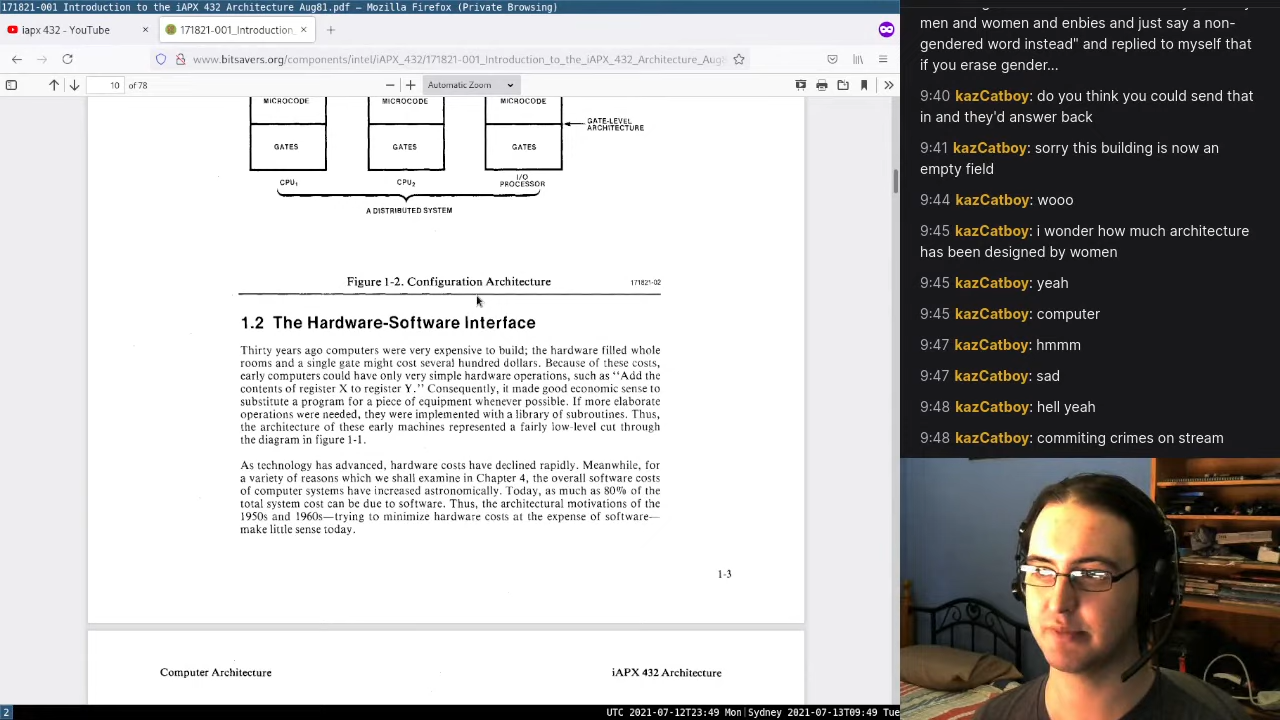 171821-001 Introduction to the iAPX 432 Architecture Aug81.pdf - Mozilla Firefox (Private Browsing)
iapx 432 - YouTube
171821-001_Introduction_
www.bitsavers.org/components/intel/iAPX_432/171821-001_Introduction_to_the_iAPX_432_Architecture_Aug8
10 of 78
Automatic Zoom
MICROCODE
MICROCODE
MICROCODE
GATE-LEVEL
ARCHITECTURE
GATES
GATES
GATES
CPU1
CPU2
I/O
PROCESSOR
A DISTRIBUTED SYSTEM
Figure 1-2. Configuration Architecture
171821-02
1.2 The Hardware-Software Interface
Thirty years ago computers were very expensive to build; the hardware filled whole
rooms and a single gate might cost several hundred dollars. Because of these costs,
early computers could have only very simple hardware operations, such as “Add the
contents of register X to register Y.” Consequently, it made good economic sense to
substitute a program for a piece of equipment whenever possible. If more elaborate
operations were needed, they were implemented with a library of subroutines. Thus,
the architecture of these early machines represented a fairly low-level cut through
the diagram in figure 1-1.
As technology has advanced, hardware costs have declined rapidly. Meanwhile, for
a variety of reasons which we shall examine in Chapter 4, the overall software costs
of computer systems have increased astronomically. Today, as much as 80% of the
total system cost can be due to software. Thus, the architectural motivations of the
1950s and 1960s—trying to minimize hardware costs at the expense of software—
make little sense today.
1-3
Computer Architecture
iAPX 432 Architecture
men and women and enbies and just say a non-
gendered word instead" and replied to myself that
if you erase gender...
9:40 kazCatboy: do you think you could send that
in and they'd answer back
9:41 kazCatboy: sorry this building is now an
empty field
9:44 kazCatboy: wooo
9:45 kazCatboy: i wonder how much architecture
has been designed by women
9:45 kazCatboy: yeah
9:45 kazCatboy: computer
9:47 kazCatboy: hmmm
9:47 kazCatboy: sad
9:48 kazCatboy: hell yeah
9:48 kazCatboy: commiting crimes on stream
2
UTC 2021-07-12T23:49 Mon Sydney 2021-07-13T09:49 Tue